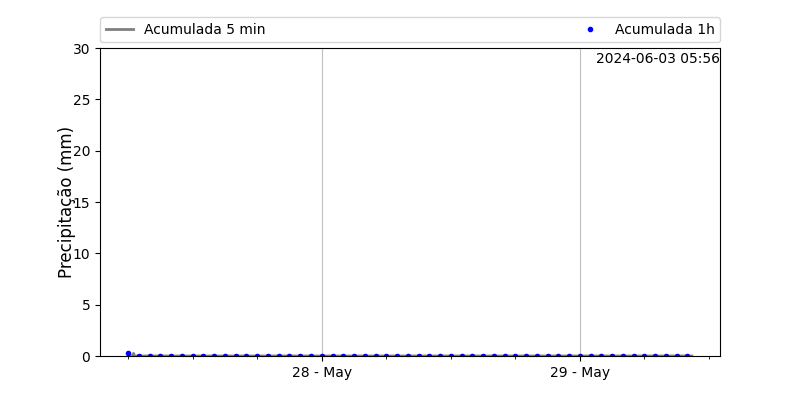 Acumulada 5 min
Acumulada 1h
2024-06-03 05:56
Precipitação (mm)
30
25
20
15
10
5
0
28 - May
29 - May